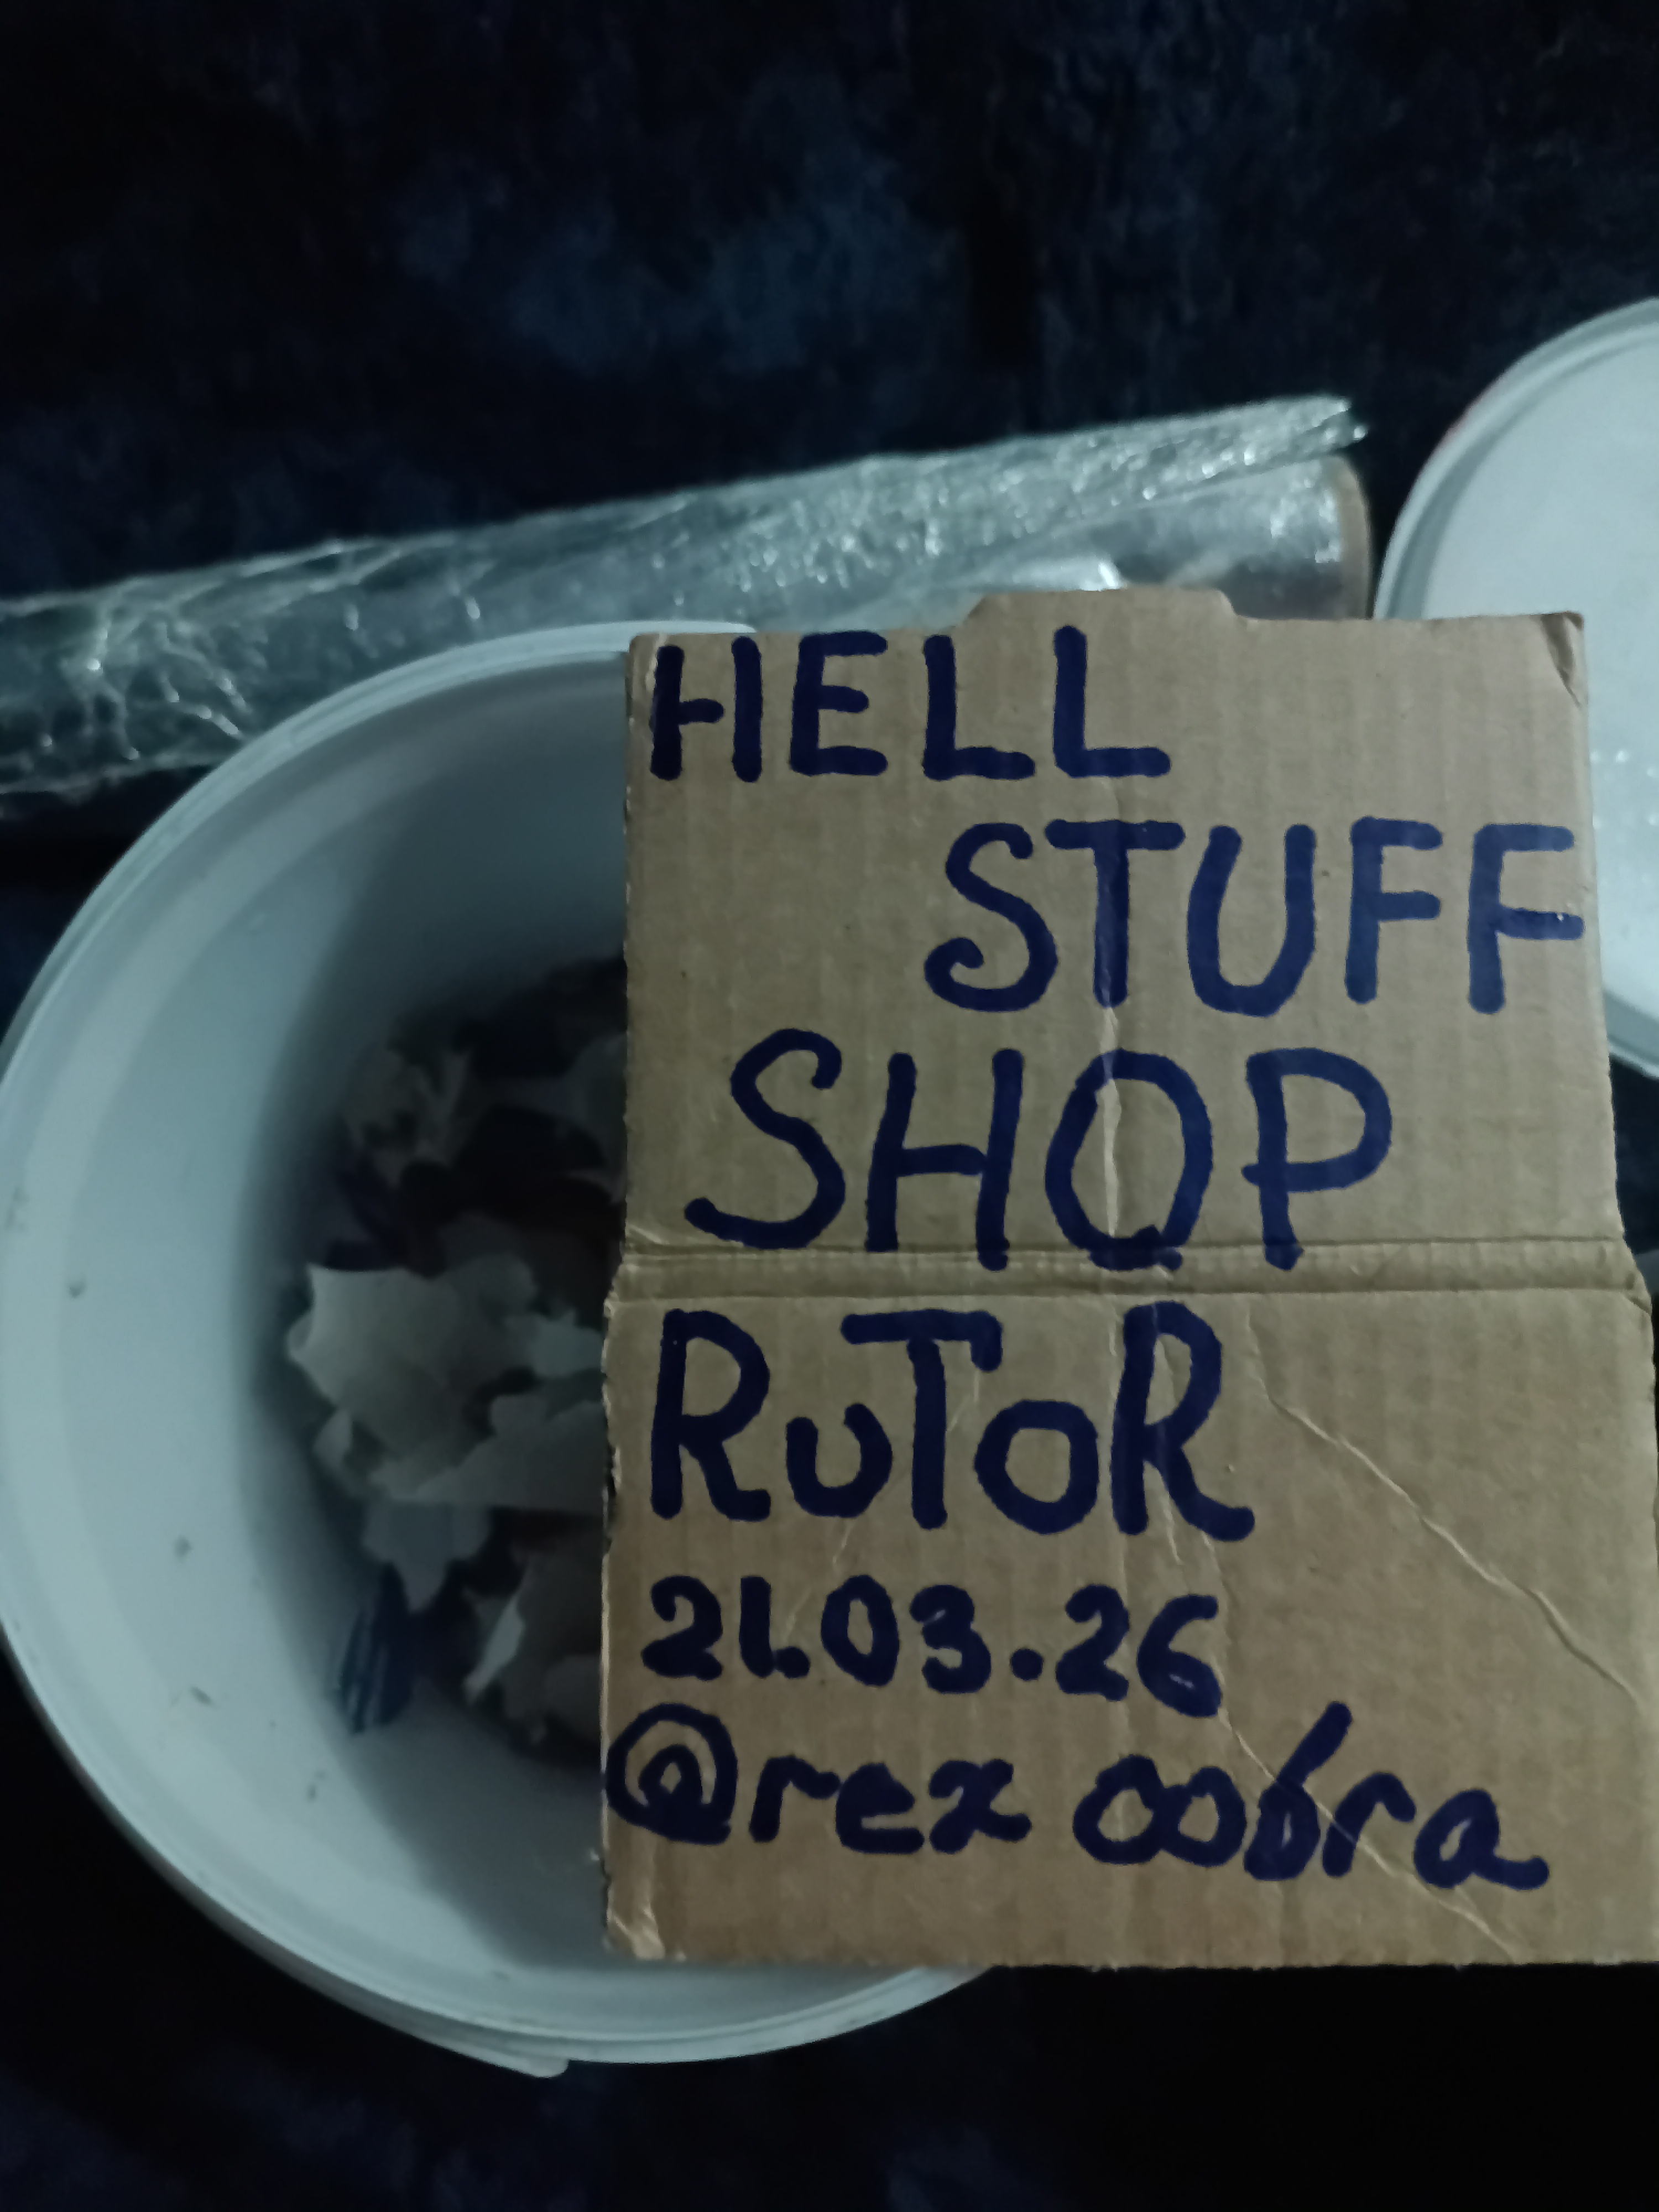 HELL
STUFF
SHOP
RuToR
21.03.26
@rex cobra